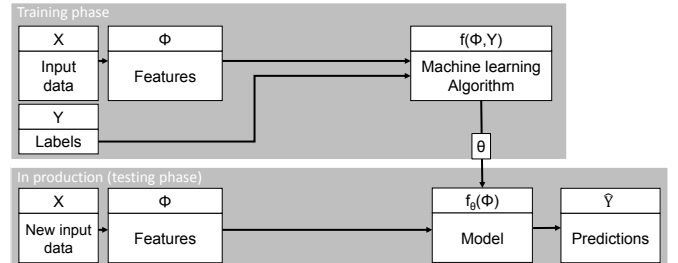 Training phase
X
Φ
f(Φ,Y)
Input
data
Features
Machine learning
Algorithm
Y
Labels
θ
In production (testing phase)
X
Φ
fθ(Φ)
Ŷ
New input
data
Features
Model
Predictions